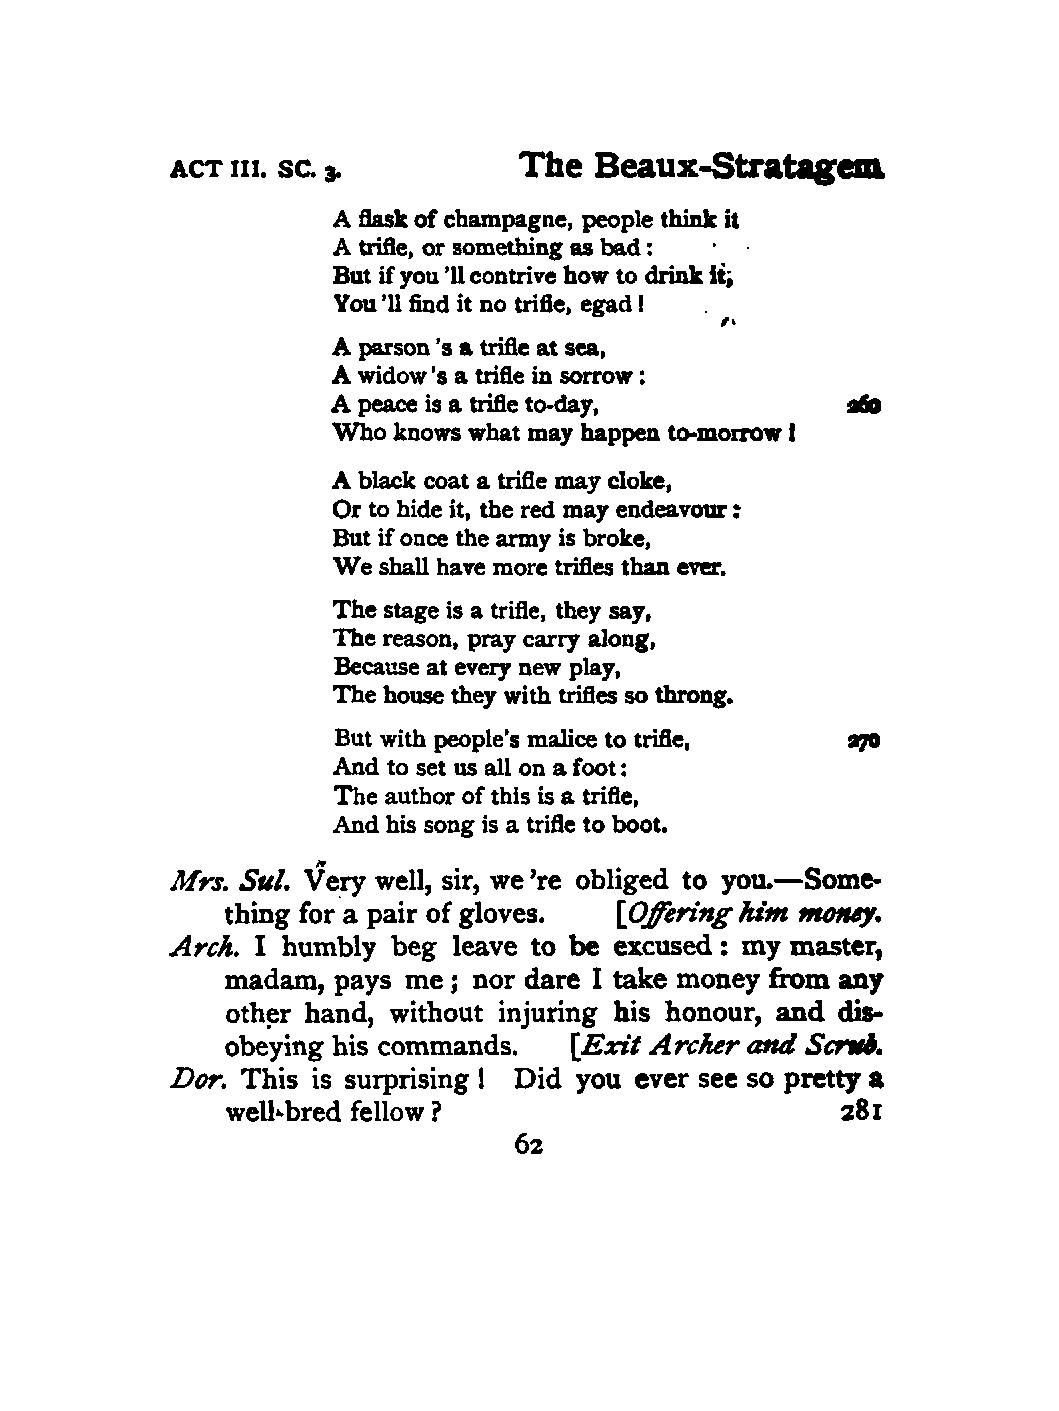 ACT III. SC. 3. The Beaux-Stratagem
A flask of champagne, people think it
A trifle, or something as bad :
But if you 'll contrive how to drink it;
You 'll find it no trifle, egad !
A parson 's a trifle at sea,
A widow 's a trifle in sorrow :
A peace is a trifle to-day, 260
Who knows what may happen to-morrow !
A black coat a trifle may cloke,
Or to hide it, the red may endeavour :
But if once the army is broke,
We shall have more trifles than ever.
The stage is a trifle, they say,
The reason, pray carry along,
Because at every new play,
The house they with trifles so throng.
But with people's malice to trifle, 270
And to set us all on a foot :
The author of this is a trifle,
And his song is a trifle to boot.
Mrs. Sul. Very well, sir, we 're obliged to you.—Some-
thing for a pair of gloves. [Offering him money.
Arch. I humbly beg leave to be excused : my master,
madam, pays me ; nor dare I take money from any
other hand, without injuring his honour, and dis-
obeying his commands. [Exit Archer and Scrub.
Dor. This is surprising ! Did you ever see so pretty a
well-bred fellow ? 281
62